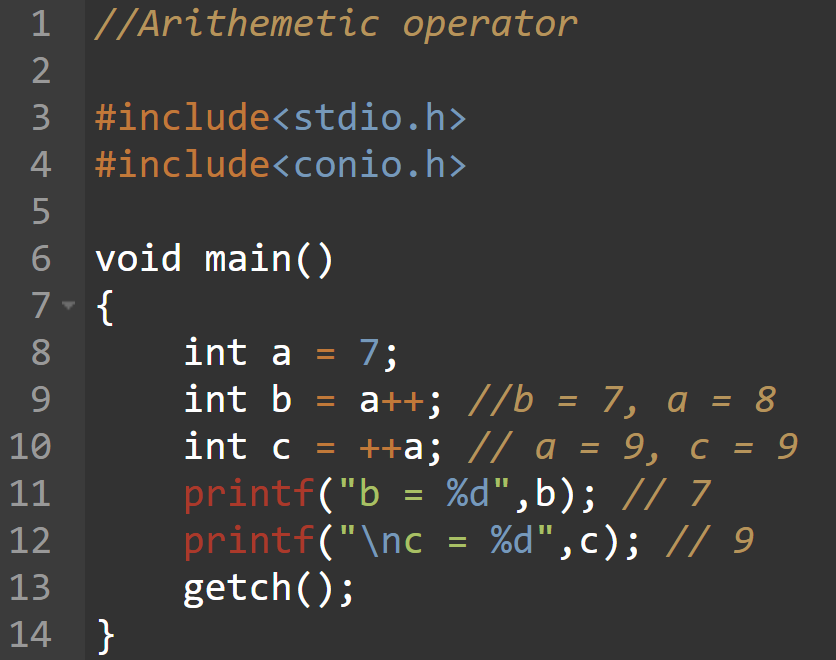 1 //Arithemetic operator
2
3 #include<stdio.h>
4 #include<conio.h>
5
6 void main()
7 {
8 int a = 7;
9 int b = a++; //b = 7, a = 8
10 int c = ++a; // a = 9, c = 9
11 printf("b = %d",b); // 7
12 printf("\nc = %d",c); // 9
13 getch();
14 }